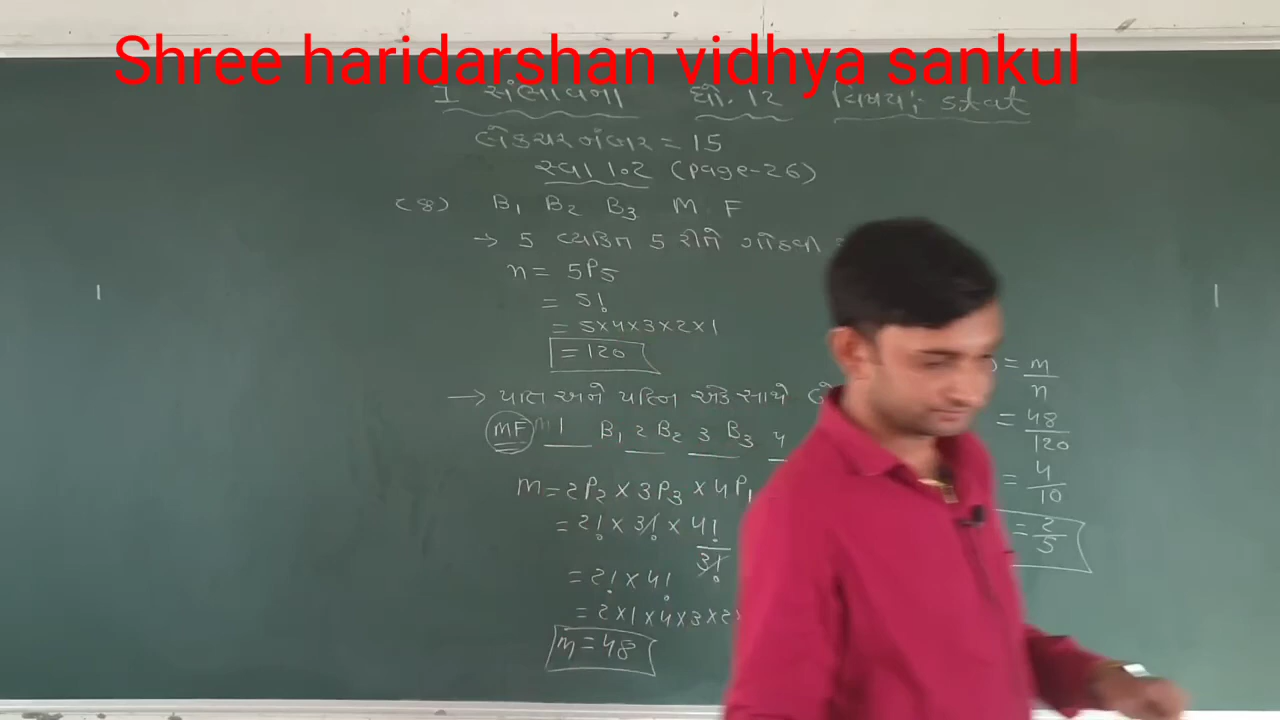 Shree haridarshan vidhya sankul
1 સંભાવના ધો. 12 વિષય : stat
લેકચર નંબર = 15
સ્વા 1.2 (page-26)
(8) B1 B2 B3 M F
→ 5 વ્યકિત 5 રીતે ગોઠવી
n = 5P5
= 5!
= 5×4×3×2×1
= 120
→ પતિ અને પત્નિ એક સાથે
MF 1 B1 2 B2 3 B3 4
m = 2P2 × 3P3 × 4P1
= 2! × 3! × 4!/3!
= 2! × 4!
= 2×1×4×3×2
m = 48
= m/n
= 48/120
= 4/10
= 2/5